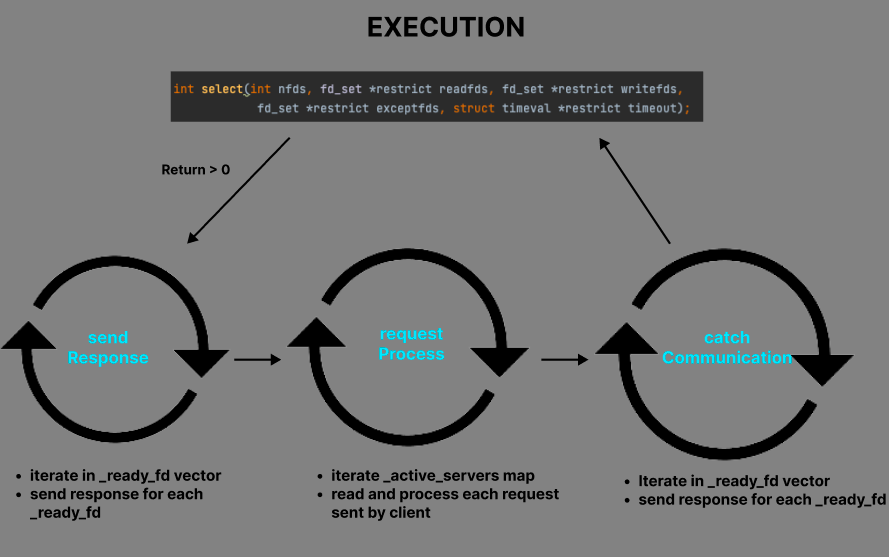 EXECUTION
int select(int nfds, fd_set *restrict readfds, fd_set *restrict writefds,
fd_set *restrict exceptfds, struct timeval *restrict timeout);
Return > 0
send
Response
request
Process
catch
Communication
• iterate in _ready_fd vector
• send response for each
_ready_fd
• iterate _active_servers map
• read and process each request
sent by client
• Iterate in _ready_fd vector
• send response for each _ready_fd